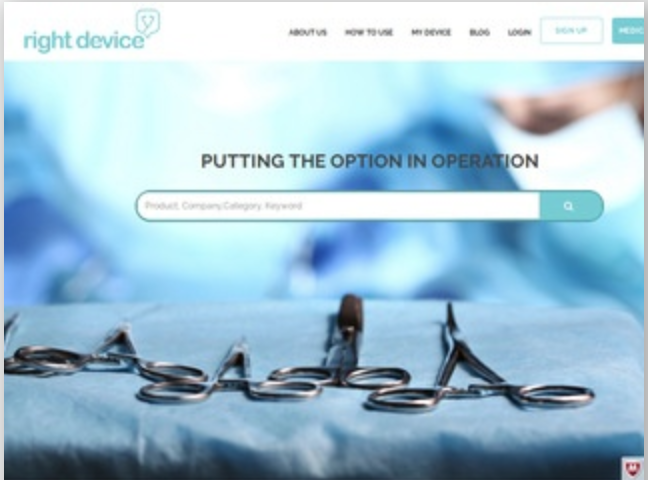 right device
ABOUT US HOW TO USE MY DEVICE BLOG LOGIN SIGN UP
PUTTING THE OPTION IN OPERATION
Product, Company,Category, Keyword